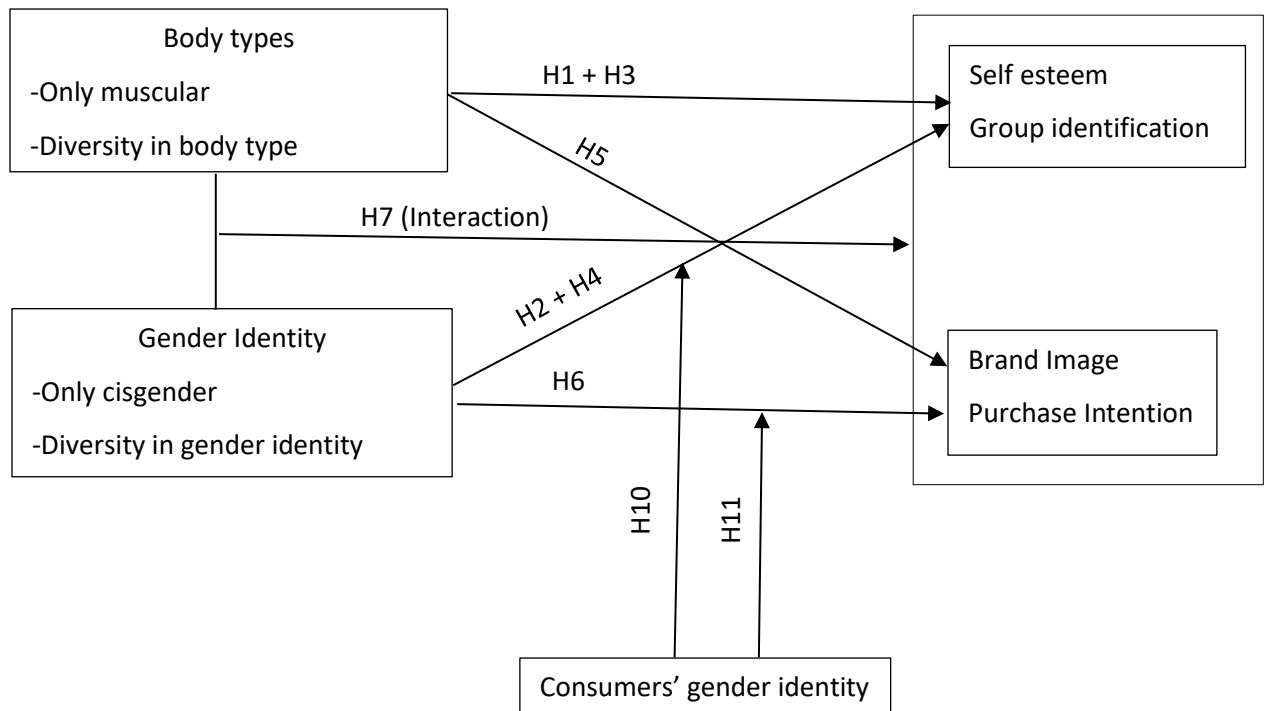 Body types
-Only muscular
-Diversity in body type
H1 + H3
Self esteem
Group identification
H5
H7 (Interaction)
H2 + H4
Gender Identity
-Only cisgender
-Diversity in gender identity
H6
Brand Image
Purchase Intention
H10
H11
Consumers’ gender identity